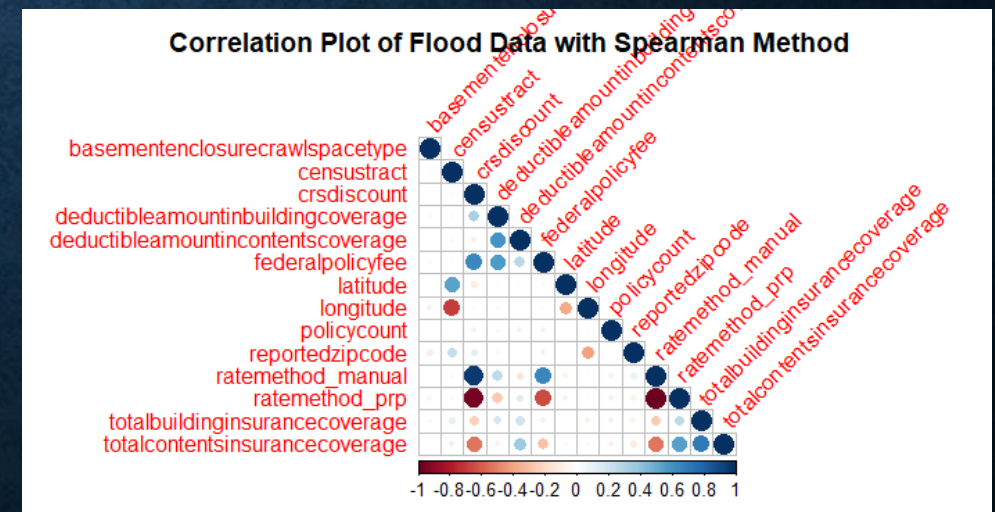 Correlation Plot of Flood Data with Spearman Method
censustract
crsdiscount
deductibleamountinbuilding
deductibleamountincontentsco
federalpolicyfee
latitude
longitude
policycount
reportedzipcode
ratemethod_manual
ratemethod_prp
totalbuildinginsurancecoverage
totalcontentsinsurancecoverage
basementenclosurecrawlspacetype
censustract
crsdiscount
deductibleamountinbuildingcoverage
deductibleamountincontentscoverage
federalpolicyfee
latitude
longitude
policycount
reportedzipcode
ratemethod_manual
ratemethod_prp
totalbuildinginsurancecoverage
totalcontentsinsurancecoverage
-1 -0.8 -0.6 -0.4 -0.2 0 0.2 0.4 0.6 0.8 1